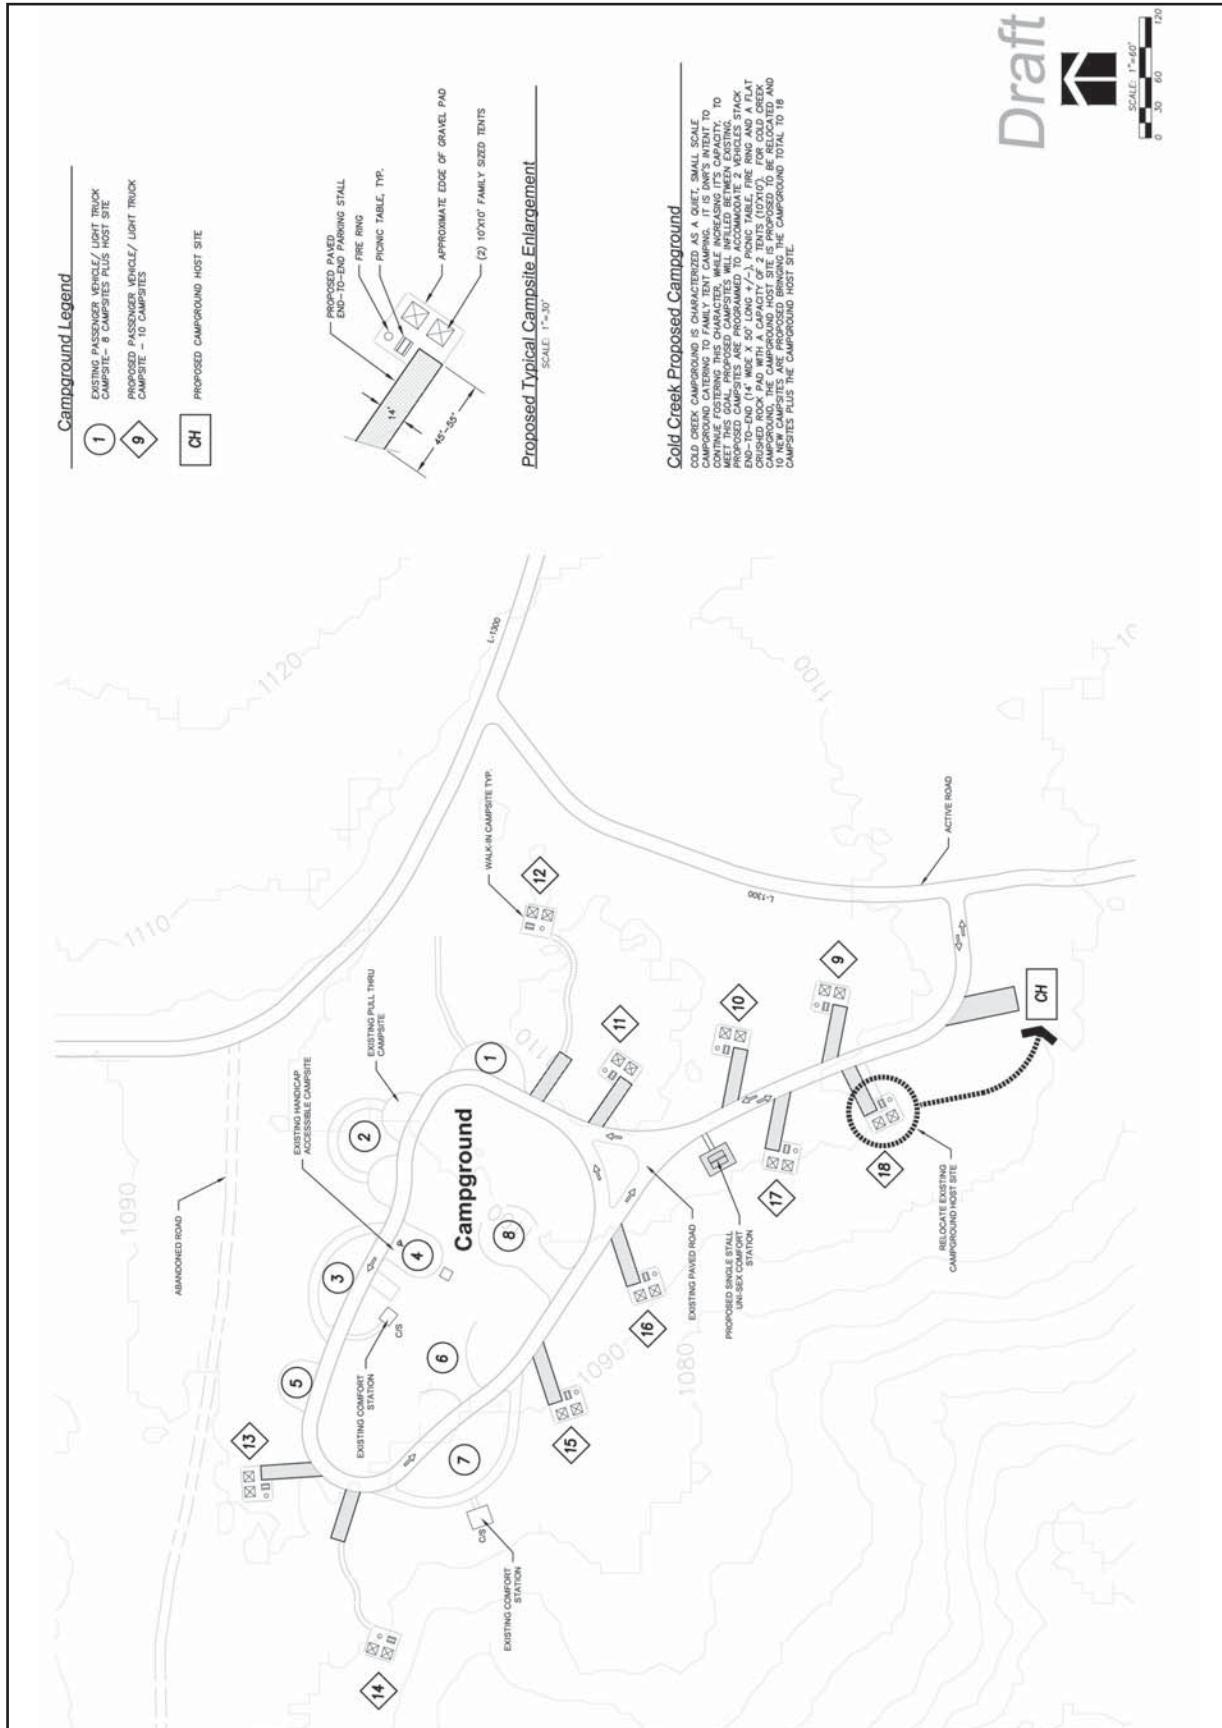 Campground Legend
1
EXISTING PASSENGER VEHICLE/ LIGHT TRUCK
CAMPSITE- 8 CAMPSITES PLUS HOST SITE
9
PROPOSED PASSENGER VEHICLE/ LIGHT TRUCK
CAMPSITE - 10 CAMPSITES
CH
PROPOSED CAMPGROUND HOST SITE
PROPOSED PAVED
END-TO-END PARKING STALL
FIRE RING
PICINIC TABLE, TYP.
APPROXIMATE EDGE OF GRAVEL PAD
(2) 10'X10' FAMILY SIZED TENTS
14'
45'-55'
Proposed Typical Campsite Enlargement
SCALE: 1"=30'
Cold Creek Proposed Campground
COLD CREEK CAMPGROUND IS CHARACTERIZED AS A QUIET, SMALL SCALE
CAMPGROUND CATERING TO FAMILY TENT CAMPING. IT IS DNR'S INTENT TO
CONTINUE FOSTERING THIS CHARACTER, WHILE INCREASING IT'S CAPACITY. TO
MEET THIS GOAL, PROPOSED CAMPSITES WILL INFILLED BETWEEN EXISTING.
PROPOSED CAMPSITES ARE PROGRAMMED TO ACCOMMODATE 2 VEHICLES STACK
END-TO-END (14' WIDE X 50' LONG +/-), PICNIC TABLE, FIRE RING AND A FLAT
CRUSHED ROCK PAD WITH A CAPACITY OF 2 TENTS (10'X10'). FOR COLD CREEK
CAMPGROUND, THE CAMPGROUND HOST SITE IS PROPOSED TO BE RELOCATED AND
10 NEW CAMPSITES ARE PROPOSED BRINGING THE CAMPGROUND TOTAL TO 18
CAMPSITES PLUS THE CAMPGROUND HOST SITE.
Draft
SCALE: 1"=60'
0 30 60 120
ABANDONED ROAD
1090
1110
1120
L-1300
EXISTING HANDICAP
ACCESSIBLE CAMPSITE
EXISTING PULL THRU
CAMPSITE
WALK-IN CAMPSITE TYP.
12
13
5
3
4
2
1
Campground
110
1100
EXISTING COMFORT
STATION
C/S
6
8
11
L-1300
ACTIVE ROAD
14
7
C/S
EXISTING COMFORT
STATION
15
1090
16
1080
EXISTING PAVED ROAD
PROPOSED SINGLE STALL
UNI-SEX COMFORT
STATION
17
10
9
18
RELOCATE EXISTING
CAMPGROUND HOST SITE
CH